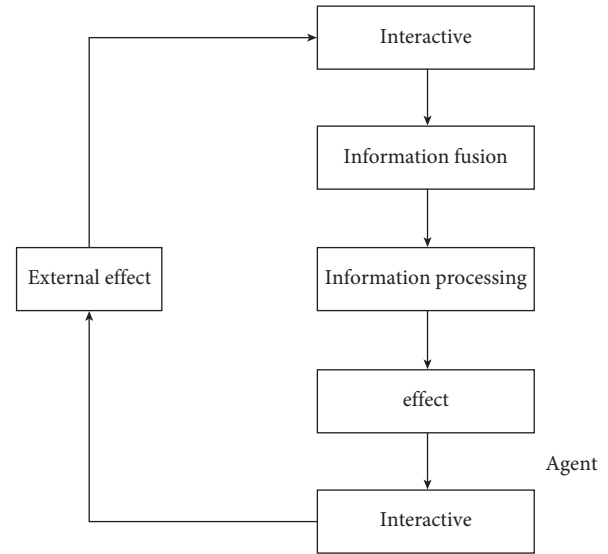 Interactive
Information fusion
External effect
Information processing
effect
Agent
Interactive